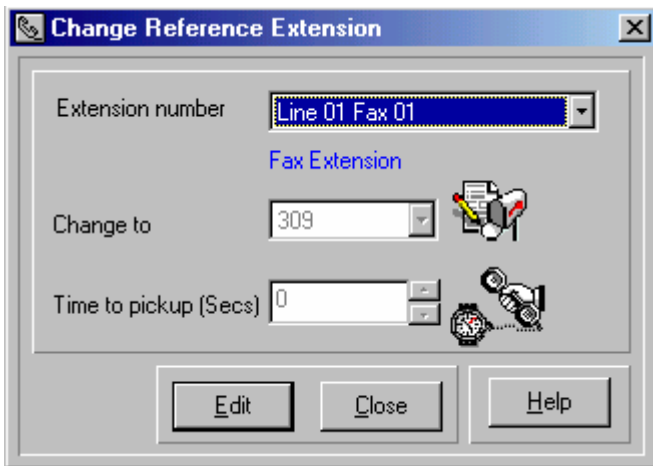 Change Reference Extension
Extension number
Line 01 Fax 01
Fax Extension
Change to
309
Time to pickup (Secs)
0
Edit
Close
Help